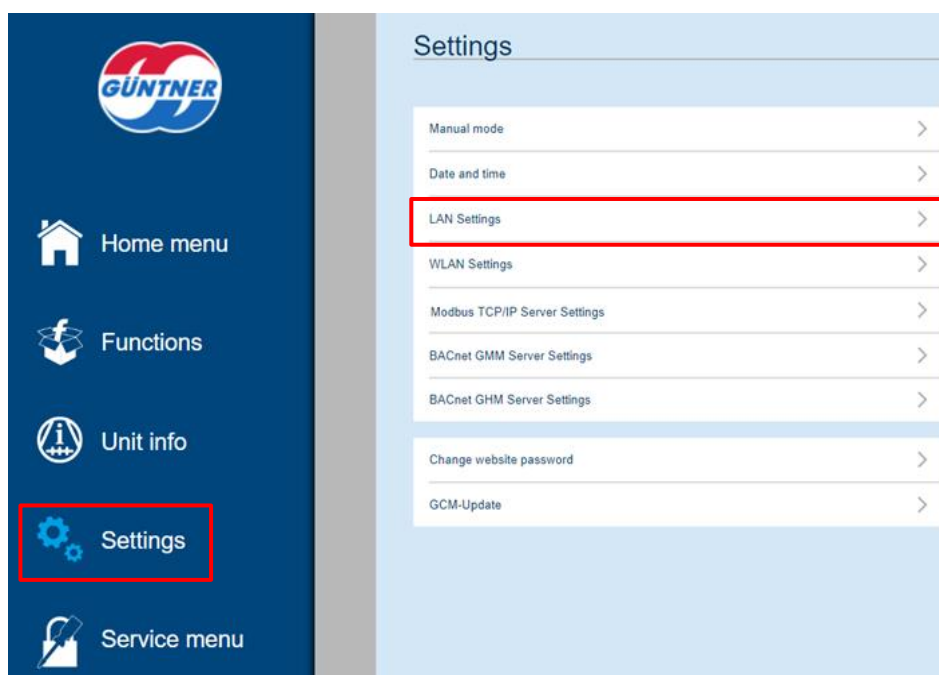 GÜNTNER
Home menu
Functions
Unit info
Settings
Service menu
Settings
Manual mode
Date and time
LAN Settings
WLAN Settings
Modbus TCP/IP Server Settings
BACnet GMM Server Settings
BACnet GHM Server Settings
Change website password
GCM-Update